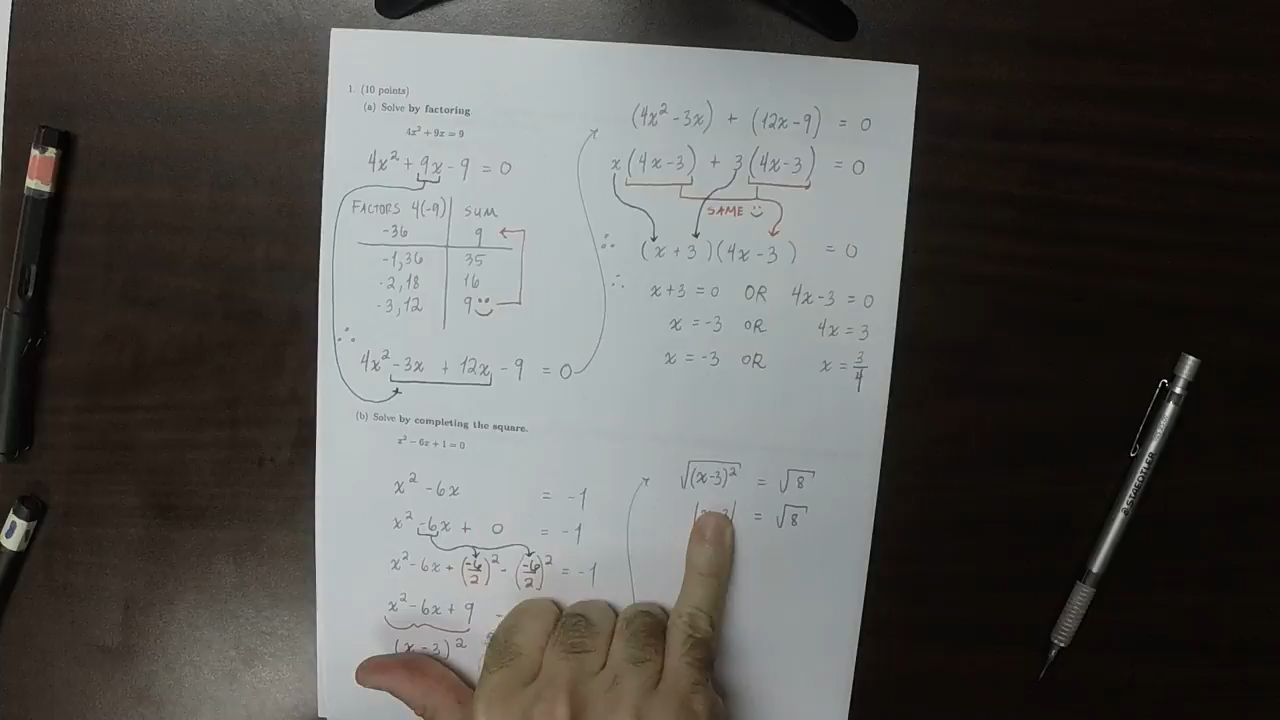 1. (10 points)
(a) Solve by factoring
4x² + 9x = 9
4x² + 9x - 9 = 0
FACTORS 4(-9) | SUM
-36 | 9
-1, 36 | 35
-2, 18 | 16
-3, 12 | 9
∴
4x² - 3x + 12x - 9 = 0
(4x² - 3x) + (12x - 9) = 0
x(4x - 3) + 3(4x - 3) = 0
SAME
∴ (x + 3)(4x - 3) = 0
∴ x + 3 = 0 OR 4x - 3 = 0
x = -3 OR 4x = 3
x = -3 OR x = 3/4
(b) Solve by completing the square.
x² - 6x + 1 = 0
x² - 6x = -1
x² - 6x + 0 = -1
x² - 6x + (-6/2)² - (-6/2)² = -1
x² - 6x + 9 -
(x - 3)²
√(x-3)² = √8
= √8
STAEDTLER